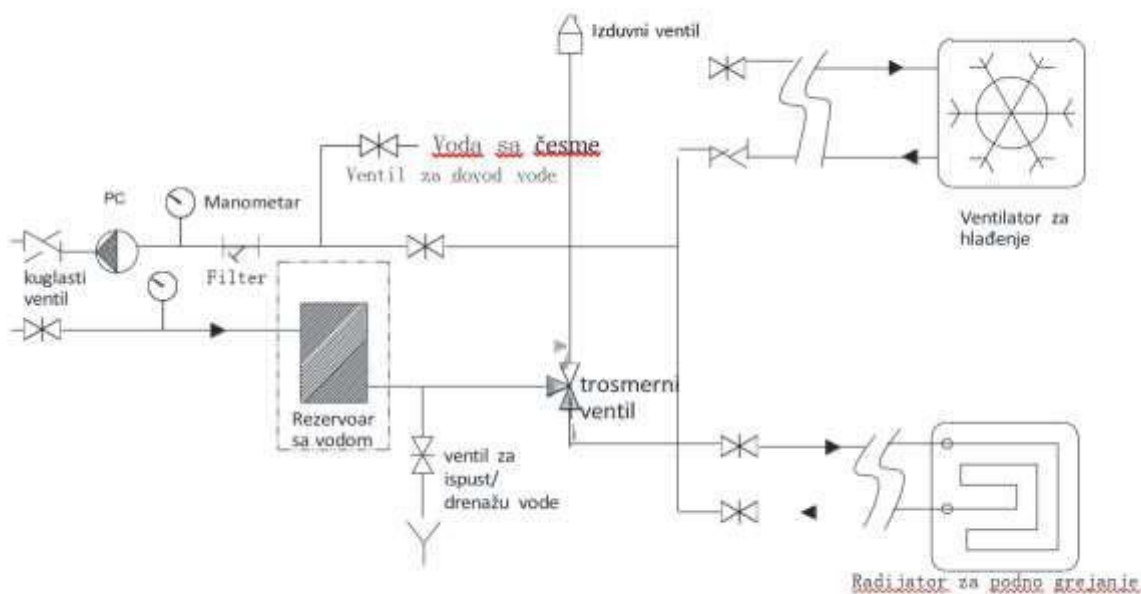 Izduvni ventil
Voda sa česme
Ventil za dovod vode
PC
Manometar
Ventilator za
hlađenje
kuglasti
ventil
Filter
trosmerni
ventil
Rezervoar
sa vodom
ventil za
ispust/
drenažu vode
Radijator za podno grejanje